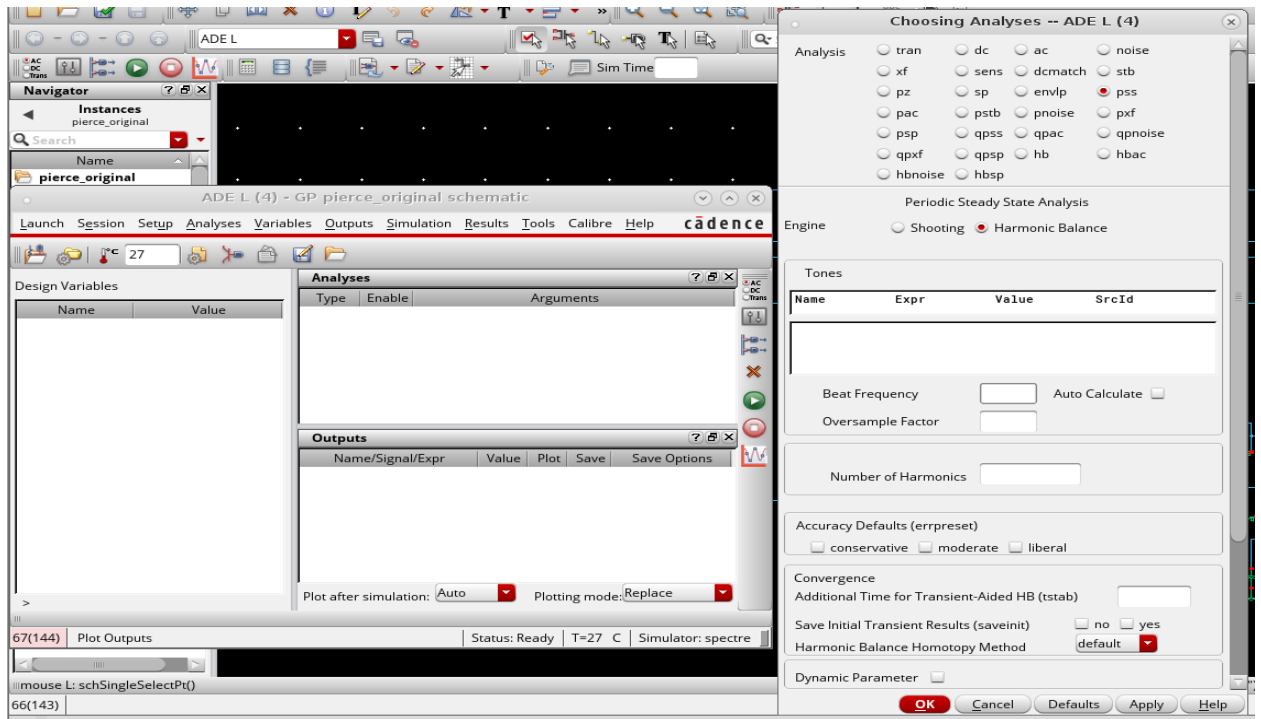 ADE L
Sim Time
AC
DC
Trans
Navigator
Instances
pierce_original
Search
Name
pierce_original
ADE L (4) - GP pierce_original schematic
Launch Session Setup Analyses Variables Outputs Simulation Results Tools Calibre Help cādence
27
Design Variables
Name Value
>
Analyses
Type Enable Arguments
AC
DC
Trans
Outputs
Name/Signal/Expr Value Plot Save Save Options
Plot after simulation: Auto Plotting mode: Replace
67(144) Plot Outputs Status: Ready T=27 C Simulator: spectre
mouse L: schSingleSelectPt()
66(143)
Choosing Analyses -- ADE L (4)
Analysis tran dc ac noise
xf sens dcmatch stb
pz sp envlp pss
pac pstb pnoise pxf
psp qpss qpac qpnoise
qpxf qpsp hb hbac
hbnoise hbsp
Periodic Steady State Analysis
Engine Shooting Harmonic Balance
Tones
Name Expr Value SrcId
Beat Frequency Auto Calculate
Oversample Factor
Number of Harmonics
Accuracy Defaults (errpreset)
conservative moderate liberal
Convergence
Additional Time for Transient-Aided HB (tstab)
Save Initial Transient Results (saveinit) no yes
Harmonic Balance Homotopy Method default
Dynamic Parameter
OK Cancel Defaults Apply Help